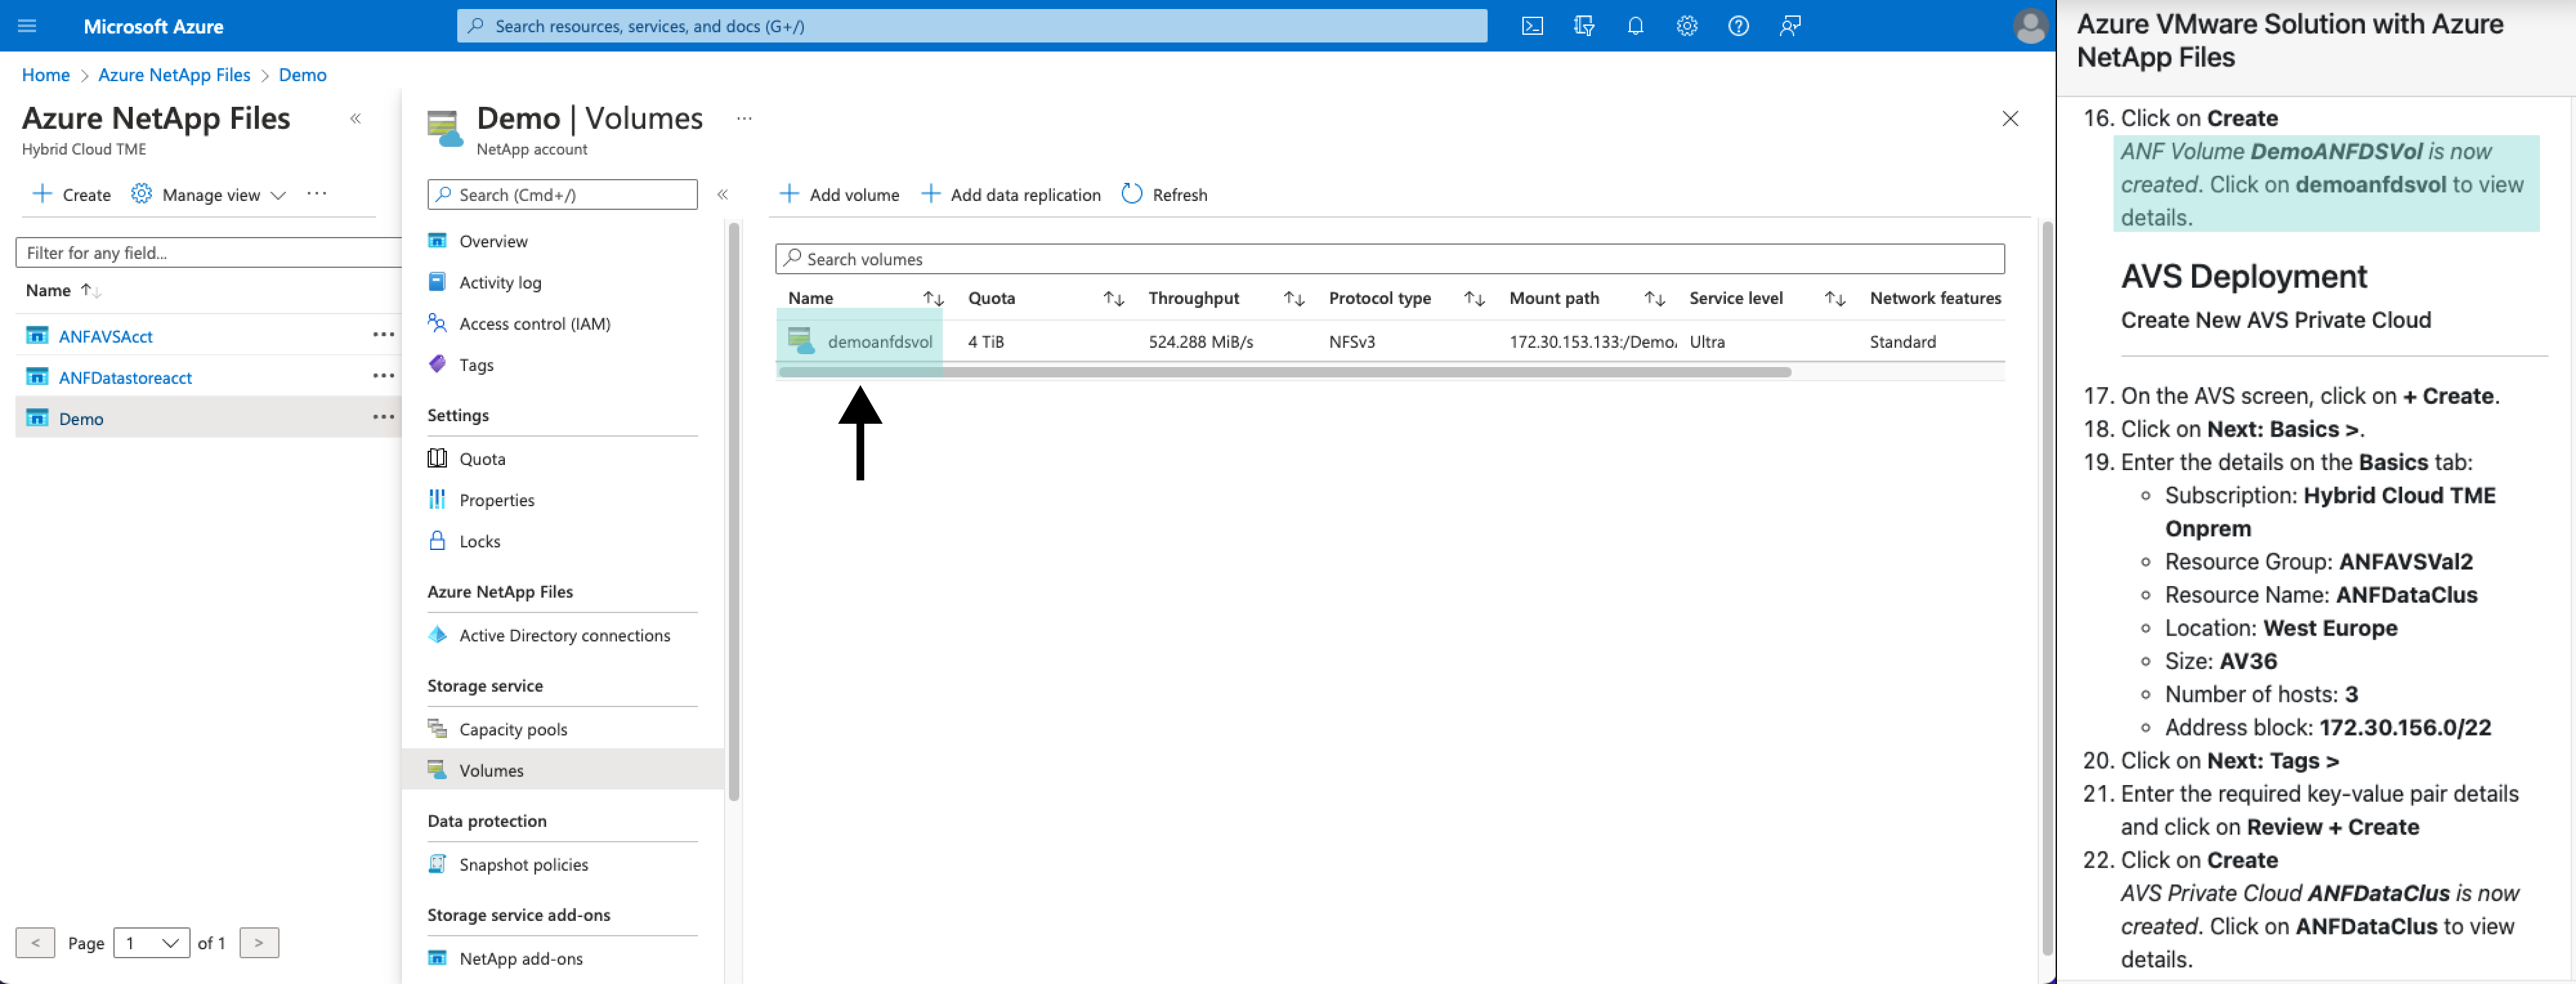 Microsoft Azure
Search resources, services, and docs (G+/)
Home > Azure NetApp Files > Demo
Azure NetApp Files
Hybrid Cloud TME
Create
Manage view
Filter for any field...
Name
ANFAVSAcct
ANFDatastoreacct
Demo
< Page 1 of 1 >
Demo | Volumes
NetApp account
Search (Cmd+/)
Overview
Activity log
Access control (IAM)
Tags
Settings
Quota
Properties
Locks
Azure NetApp Files
Active Directory connections
Storage service
Capacity pools
Volumes
Data protection
Snapshot policies
Storage service add-ons
NetApp add-ons
Add volume
Add data replication
Refresh
Search volumes
Name Quota Throughput Protocol type Mount path Service level Network features
demoanfdsvol 4 TiB 524.288 MiB/s NFSv3 172.30.153.133:/Demo Ultra Standard
Azure VMware Solution with Azure
NetApp Files
16. Click on Create
ANF Volume DemoANFDSVol is now
created. Click on demoanfdsvol to view
details.
AVS Deployment
Create New AVS Private Cloud
17. On the AVS screen, click on + Create.
18. Click on Next: Basics >.
19. Enter the details on the Basics tab:
Subscription: Hybrid Cloud TME
Onprem
Resource Group: ANFAVSVal2
Resource Name: ANFDataClus
Location: West Europe
Size: AV36
Number of hosts: 3
Address block: 172.30.156.0/22
20. Click on Next: Tags >
21. Enter the required key-value pair details
and click on Review + Create
22. Click on Create
AVS Private Cloud ANFDataClus is now
created. Click on ANFDataClus to view
details.